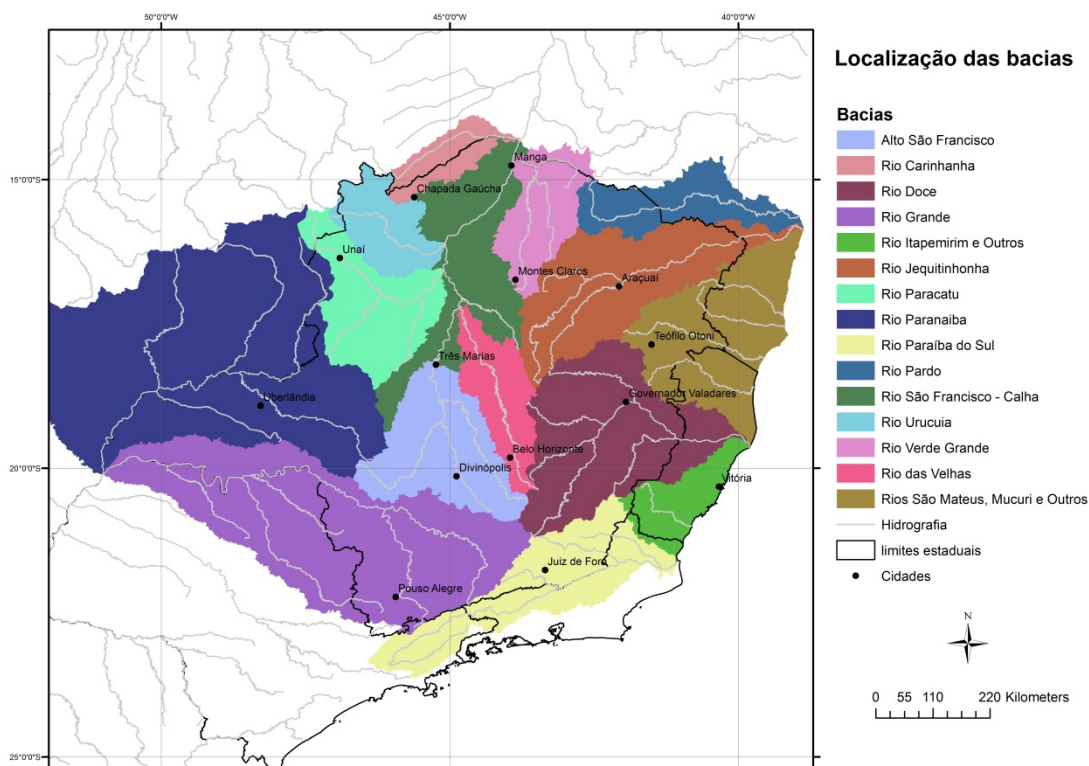 50°0'0"W
45°0'0"W
40°0'0"W
15°0'0"S
20°0'0"S
25°0'0"S
Manga
Chapada Gaúcha
Unaí
Montes Claros
Araçuaí
Teófilo Otoni
Três Marias
Uberlândia
Governador Valadares
Belo Horizonte
Divinópolis
Vitória
Juiz de Fora
Pouso Alegre
Localização das bacias
Bacias
Alto São Francisco
Rio Carinhanha
Rio Doce
Rio Grande
Rio Itapemirim e Outros
Rio Jequitinhonha
Rio Paracatu
Rio Paranaiba
Rio Paraíba do Sul
Rio Pardo
Rio São Francisco - Calha
Rio Urucuia
Rio Verde Grande
Rio das Velhas
Rios São Mateus, Mucuri e Outros
Hidrografia
limites estaduais
Cidades
N
0 55 110 220 Kilometers